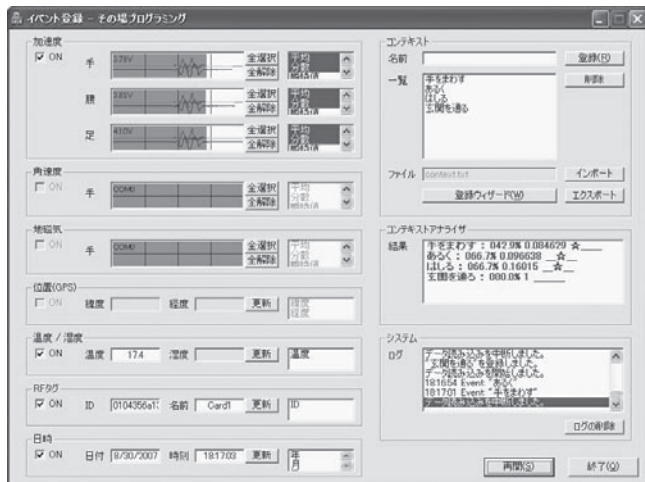 イベント登録 - その場プログラミング
加速度
ON
手
3.78V
全選択
全解除
平均
分散
腰
3.85V
全選択
全解除
平均
分散
足
4.10V
全選択
全解除
平均
分散
角速度
ON
手
COM0
全選択
全解除
平均
分散
地磁気
ON
手
COM0
全選択
全解除
平均
分散
位置(GPS)
ON
緯度
経度
更新
緯度
経度
温度 / 湿度
ON
温度
17.4
湿度
更新
温度
RFタグ
ON
ID
0104356a1
名前
Card1
更新
ID
日時
ON
日付
8/30/2007
時刻
18:17:03
更新
年
月
コンテキスト
名前
登録(R)
一覧
手をまわす
あるく
はしる
玄関を通る
削除
ファイル
context.txt
インポート
登録ウィザード(W)
エクスポート
コンテキストアナライザ
結果
手をまわす : 042.9% 0.084629 ☆____
あるく : 066.7% 0.096638 __☆__
はしる : 066.7% 0.16015 __☆__
玄関を通る : 000.0% 1 _____
システム
ログ
データ読み込みを中断しました。
"玄関を通る"を登録しました。
データ読み込みを開始しました。
181654 Event "あるく"
181701 Event "手をまわす"
データ読み込みを中断しました。
ログの削除
再開(S)
終了(Q)